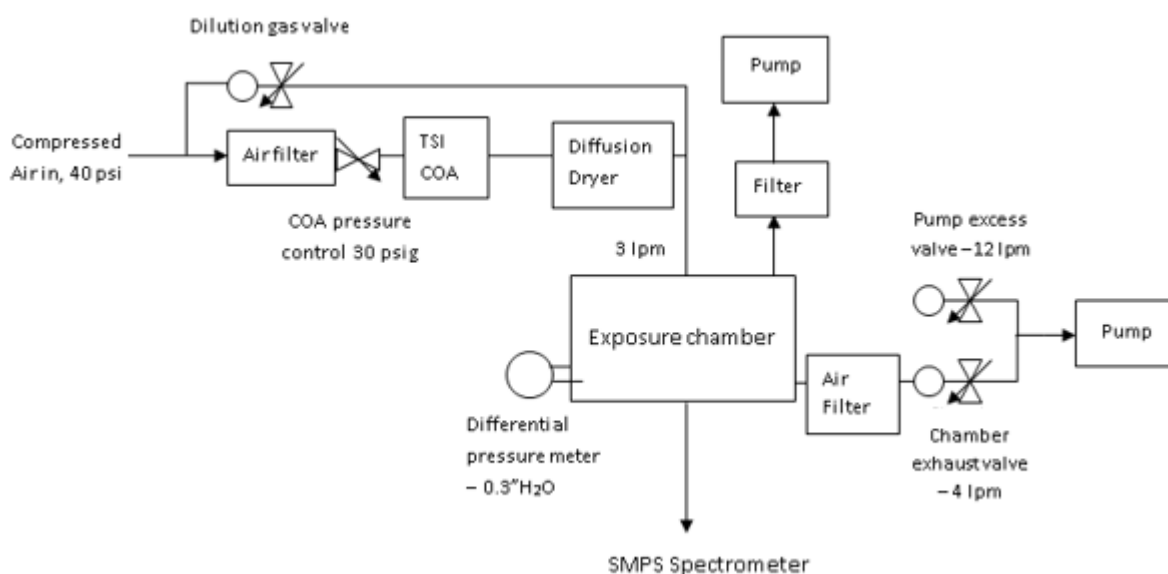 Dilution gas valve
Pump
Compressed
Air in, 40 psi
Air filter
TSI
COA
Diffusion
Dryer
Filter
COA pressure
control 30 psig
3 lpm
Pump excess
valve –12 lpm
Exposure chamber
Pump
Air
Filter
Differential
pressure meter
– 0.3"H₂O
Chamber
exhaust valve
– 4 lpm
SMPS Spectrometer